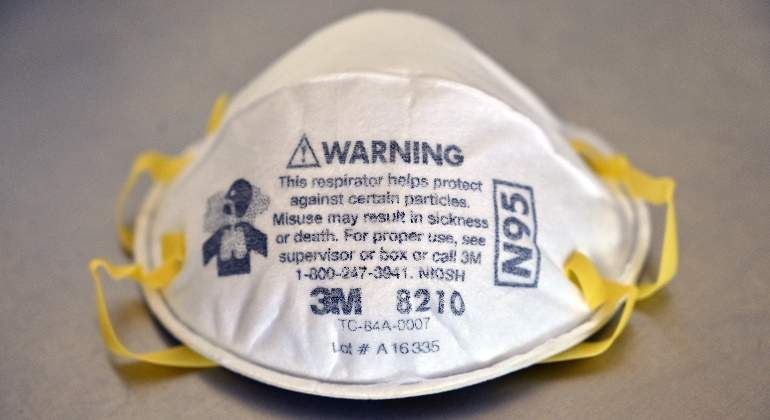 WARNING
This respirator helps protect
against certain particles.
Misuse may result in sickness
or death. For proper use, see
supervisor or box or call 3M
1-800-247-3941. NIOSH
N95
3M 8210
TC-84A-0007
Lot # A16335